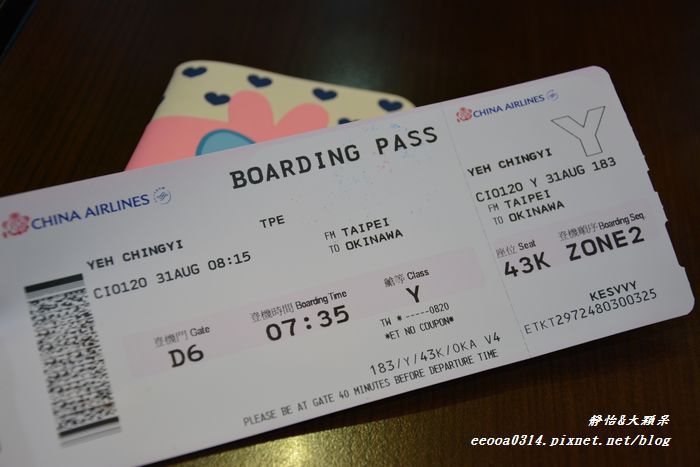 BOARDING PASS
CHINA AIRLINES
YEH CHINGYI
TPE
FM TAIPEI
TO OKINAWA
CI0120 31AUG 08:15
登機門 Gate
D6
登機時間 Boarding Time
07:35
艙等 Class
Y
TW * -----0820
*ET NO COUPON*
183/Y/43K/OKA V4
PLEASE BE AT GATE 40 MINUTES BEFORE DEPARTURE TIME
CHINA AIRLINES
Y
YEH CHINGYI
CI0120 Y 31AUG 183
FM TAIPEI
TO OKINAWA
座位 Seat
43K
登機順序 Boarding Seq.
ZONE2
KESVVY
ETKT2972480300325
靜怡&大顆呆
eeooa0314.pixnet.net/blog